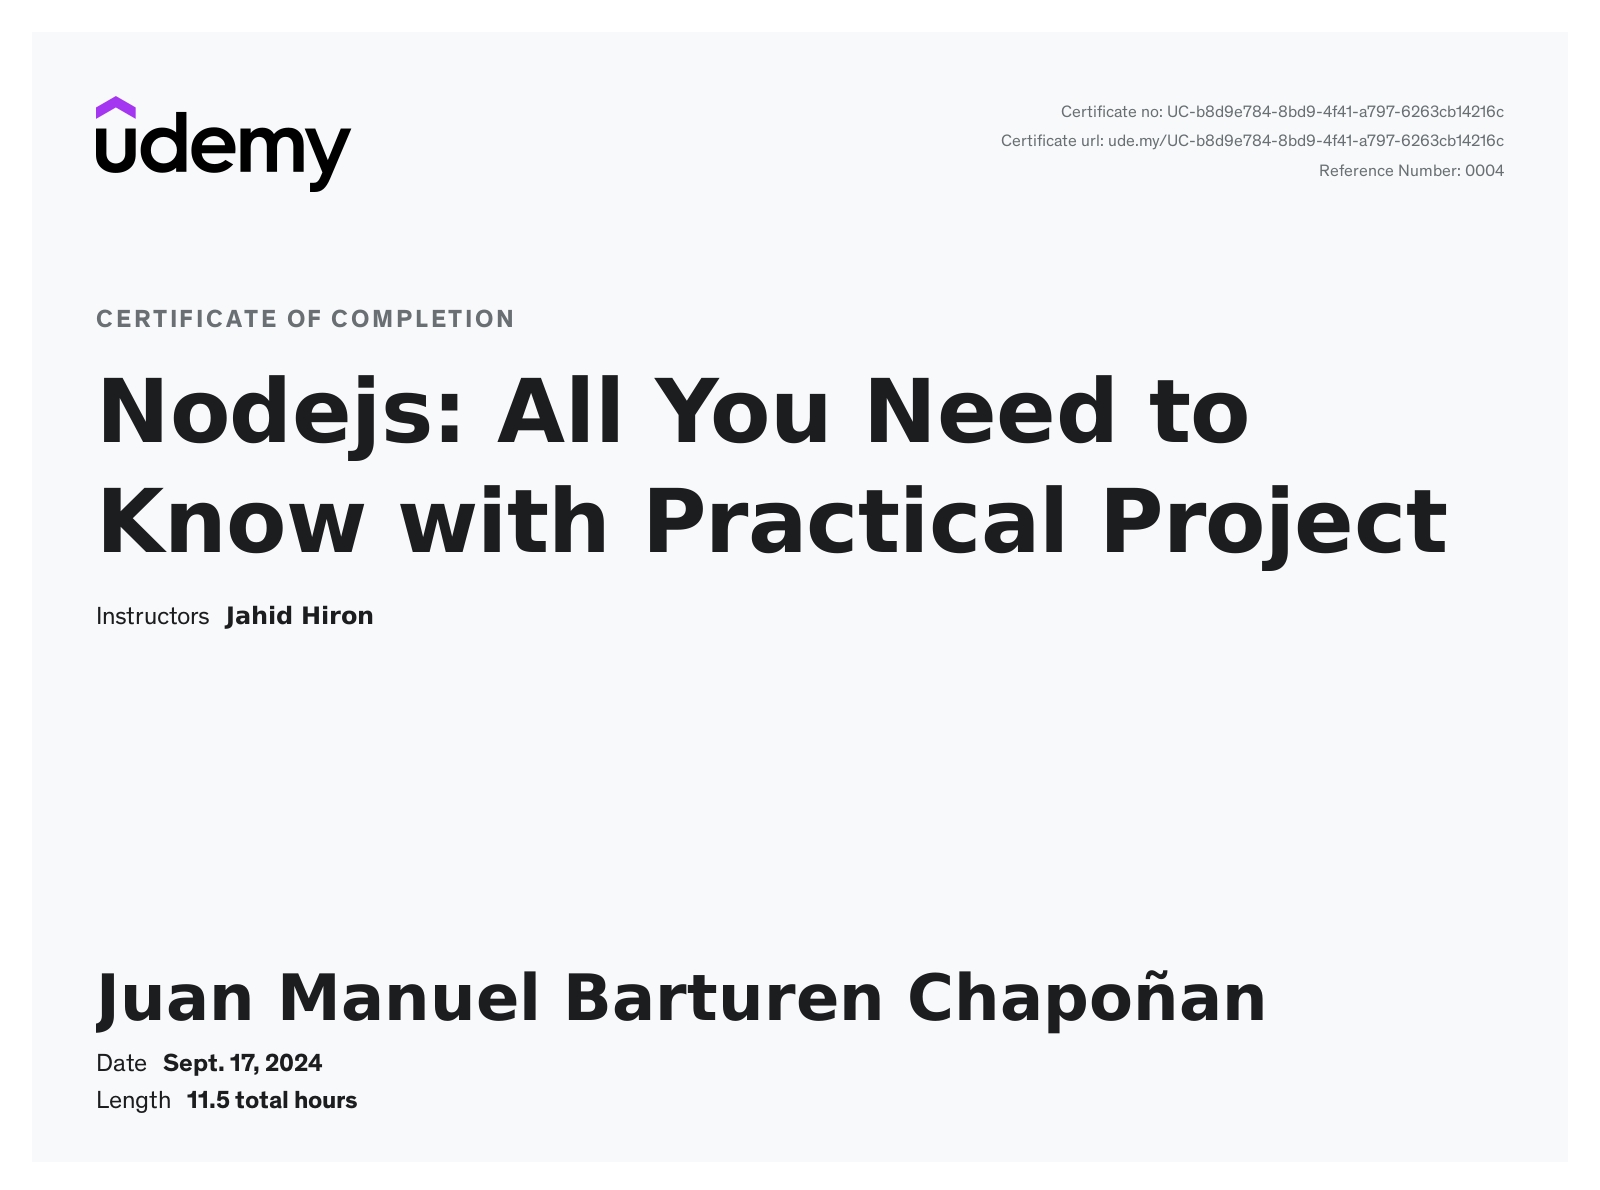 udemy
Certificate no: UC-b8d9e784-8bd9-4f41-a797-6263cb14216c
Certificate url: ude.my/UC-b8d9e784-8bd9-4f41-a797-6263cb14216c
Reference Number: 0004
CERTIFICATE OF COMPLETION
Nodejs: All You Need to
Know with Practical Project
Instructors Jahid Hiron
Juan Manuel Barturen Chapoñan
Date Sept. 17, 2024
Length 11.5 total hours